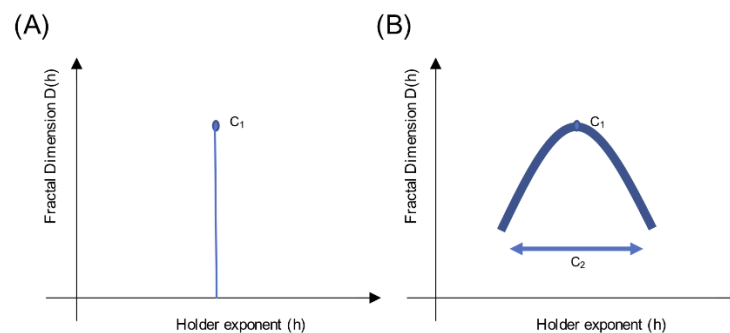 (A)
Fractal Dimension D(h)
C₁
Holder exponent (h)
(B)
Fractal Dimension D(h)
C₁
C₂
Holder exponent (h)